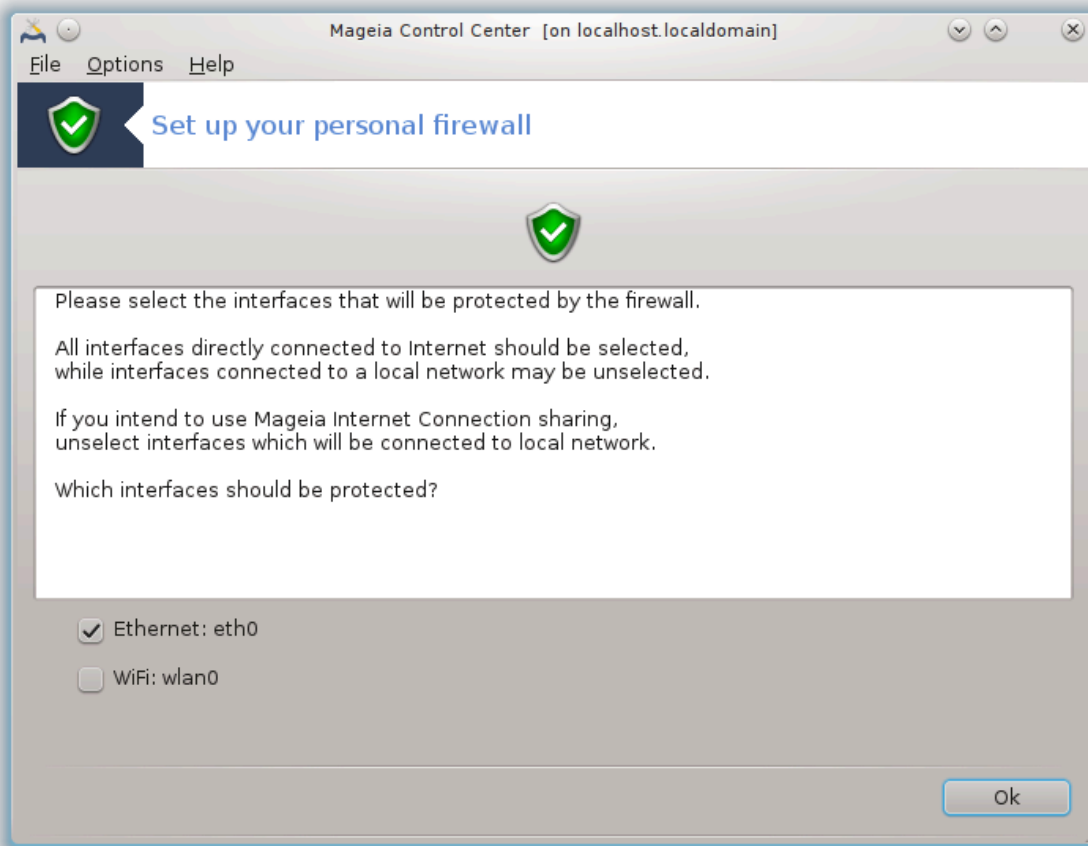 Mageia Control Center [on localhost.localdomain]
File Options Help
Set up your personal firewall
Please select the interfaces that will be protected by the firewall.
All interfaces directly connected to Internet should be selected,
while interfaces connected to a local network may be unselected.
If you intend to use Mageia Internet Connection sharing,
unselect interfaces which will be connected to local network.
Which interfaces should be protected?
Ethernet: eth0
WiFi: wlan0
Ok